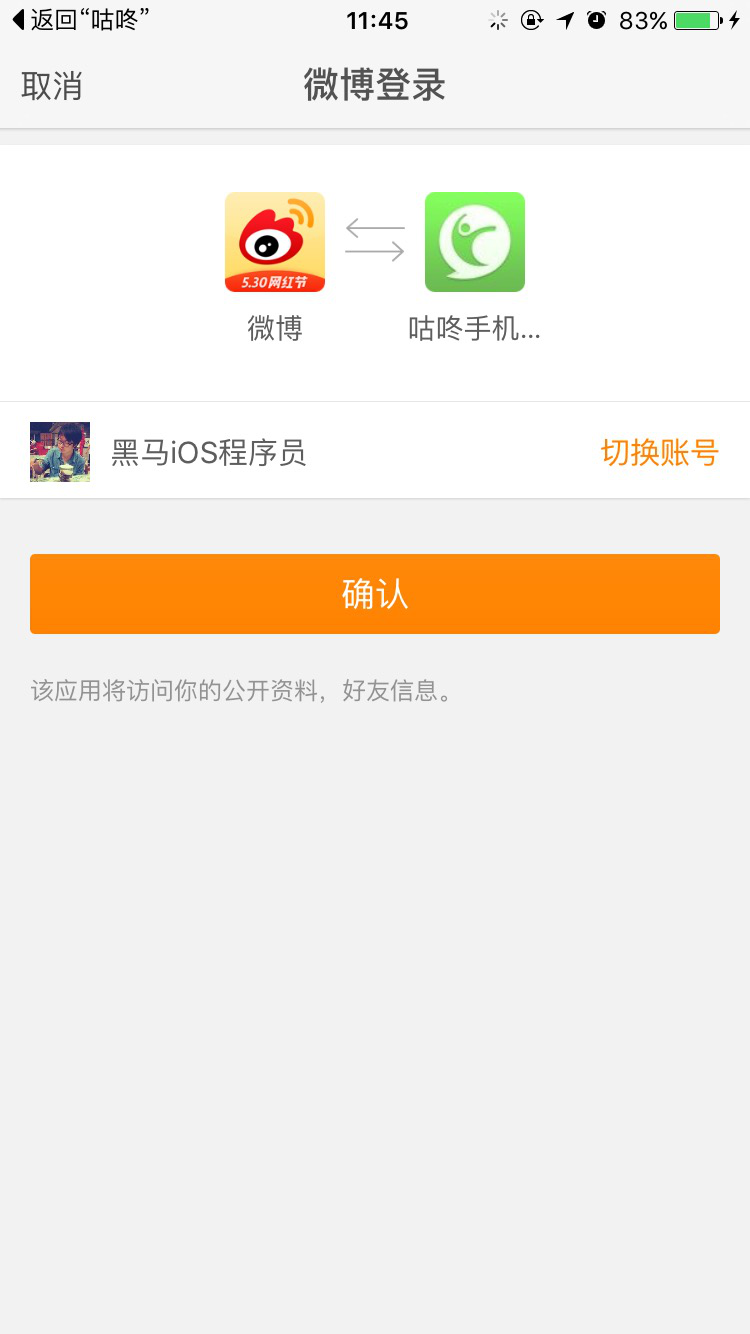 返回“咕咚” 11:45 83%
取消 微博登录
5.30网红节
微博 咕咚手机...
黑马iOS程序员 切换账号
确认
该应用将访问你的公开资料，好友信息。